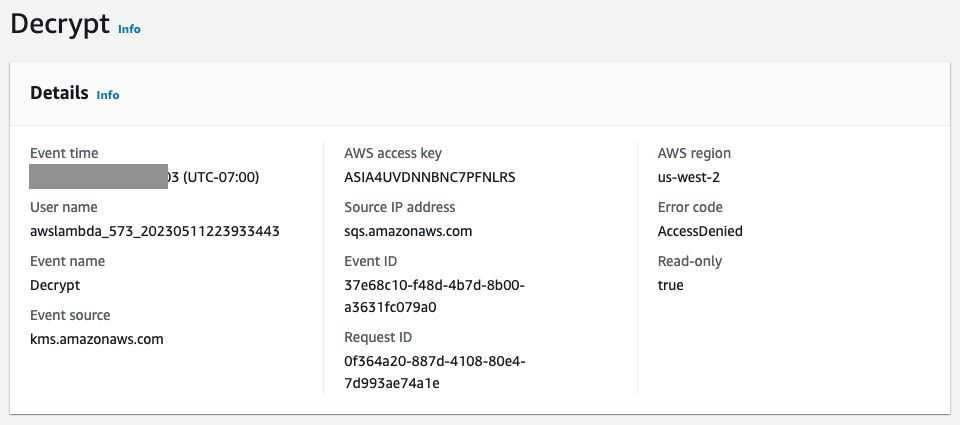 Decrypt Info
Details Info
Event time
3 (UTC-07:00)
User name
awslambda_573_20230511223933443
Event name
Decrypt
Event source
kms.amazonaws.com
AWS access key
ASIA4UVDNNBNC7PFNLRS
Source IP address
sqs.amazonaws.com
Event ID
37e68c10-f48d-4b7d-8b00-
a3631fc079a0
Request ID
0f364a20-887d-4108-80e4-
7d993ae74a1e
AWS region
us-west-2
Error code
AccessDenied
Read-only
true